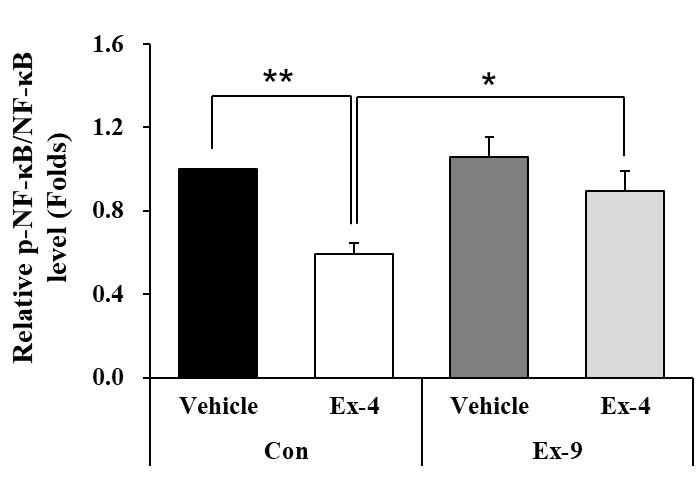 Relative p-NF-κB/NF-κB
level (Folds)
1.6
1.2
0.8
0.4
0.0
**
*
Vehicle Ex-4 Vehicle Ex-4
Con Ex-9